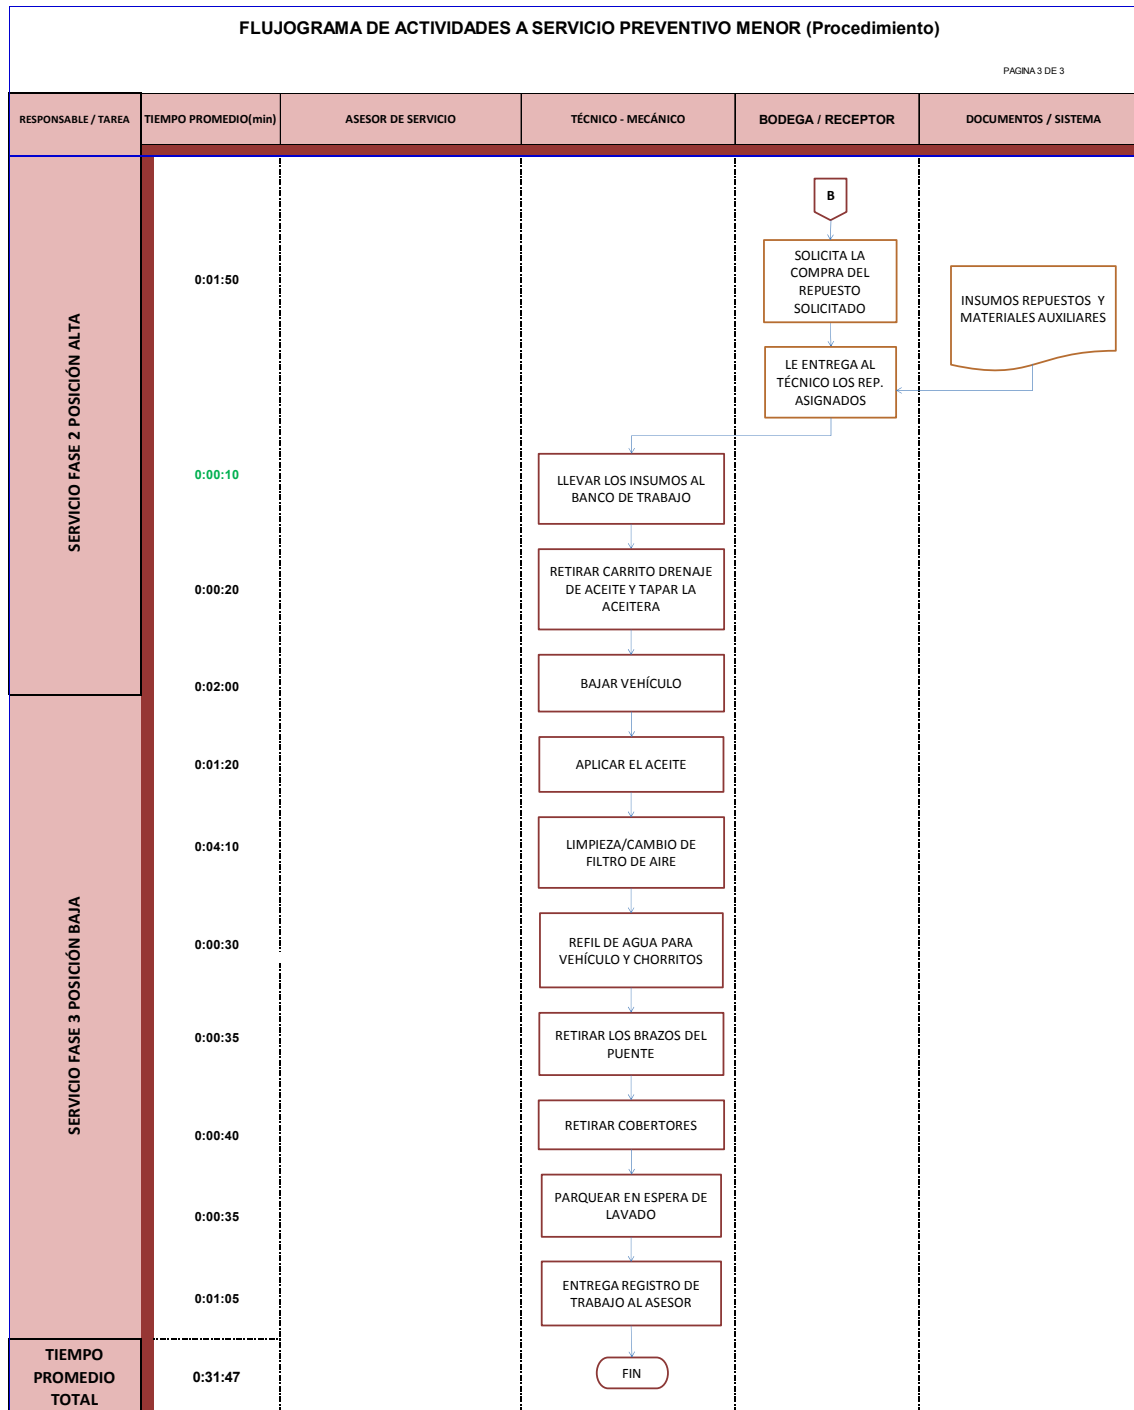 FLUJOGRAMA DE ACTIVIDADES A SERVICIO PREVENTIVO MENOR (Procedimiento)
PAGINA 3 DE 3
RESPONSABLE / TAREA
TIEMPO PROMEDIO(min)
ASESOR DE SERVICIO
TÉCNICO - MECÁNICO
BODEGA / RECEPTOR
DOCUMENTOS / SISTEMA
SERVICIO FASE 2 POSICIÓN ALTA
B
0:01:50
SOLICITA LA
COMPRA DEL
REPUESTO
SOLICITADO
INSUMOS REPUESTOS Y
MATERIALES AUXILIARES
LE ENTREGA AL
TÉCNICO LOS REP.
ASIGNADOS
0:00:10
LLEVAR LOS INSUMOS AL
BANCO DE TRABAJO
0:00:20
RETIRAR CARRITO DRENAJE
DE ACEITE Y TAPAR LA
ACEITERA
0:02:00
BAJAR VEHÍCULO
SERVICIO FASE 3 POSICIÓN BAJA
0:01:20
APLICAR EL ACEITE
0:04:10
LIMPIEZA/CAMBIO DE
FILTRO DE AIRE
0:00:30
REFIL DE AGUA PARA
VEHÍCULO Y CHORRITOS
0:00:35
RETIRAR LOS BRAZOS DEL
PUENTE
0:00:40
RETIRAR COBERTORES
0:00:35
PARQUEAR EN ESPERA DE
LAVADO
0:01:05
ENTREGA REGISTRO DE
TRABAJO AL ASESOR
TIEMPO
PROMEDIO
TOTAL
0:31:47
FIN